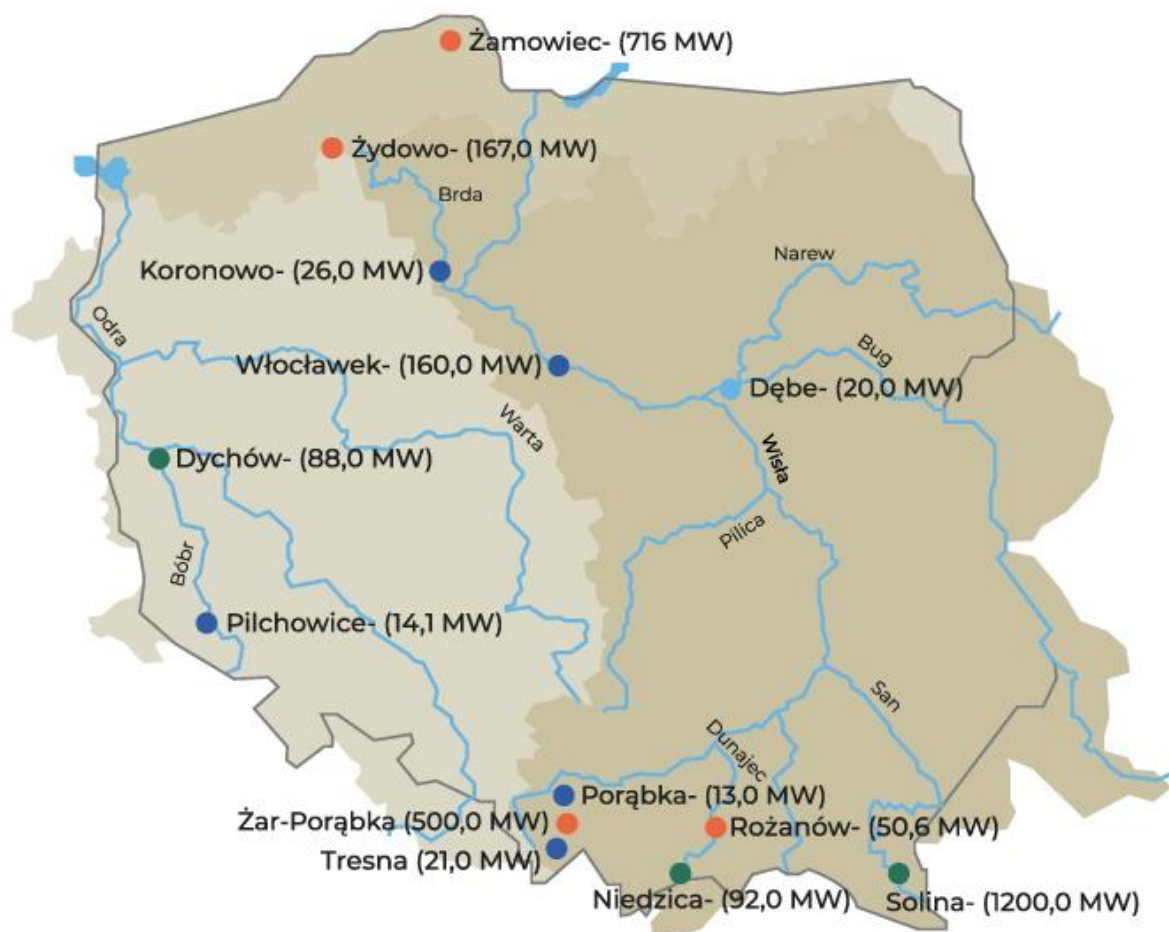 Żamowiec- (716 MW)
Żydowo- (167,0 MW)
Brda
Koronowo- (26,0 MW)
Narew
Odra
Bug
Włocławek- (160,0 MW)
Dębe- (20,0 MW)
Warta
Wisła
Dychów- (88,0 MW)
Pilica
Bóbr
Pilchowice- (14,1 MW)
San
Dunajec
Porąbka- (13,0 MW)
Żar-Porąbka (500,0 MW)
Rożanów- (50,6 MW)
Tresna (21,0 MW)
Niedzica- (92,0 MW)
Solina- (1200,0 MW)